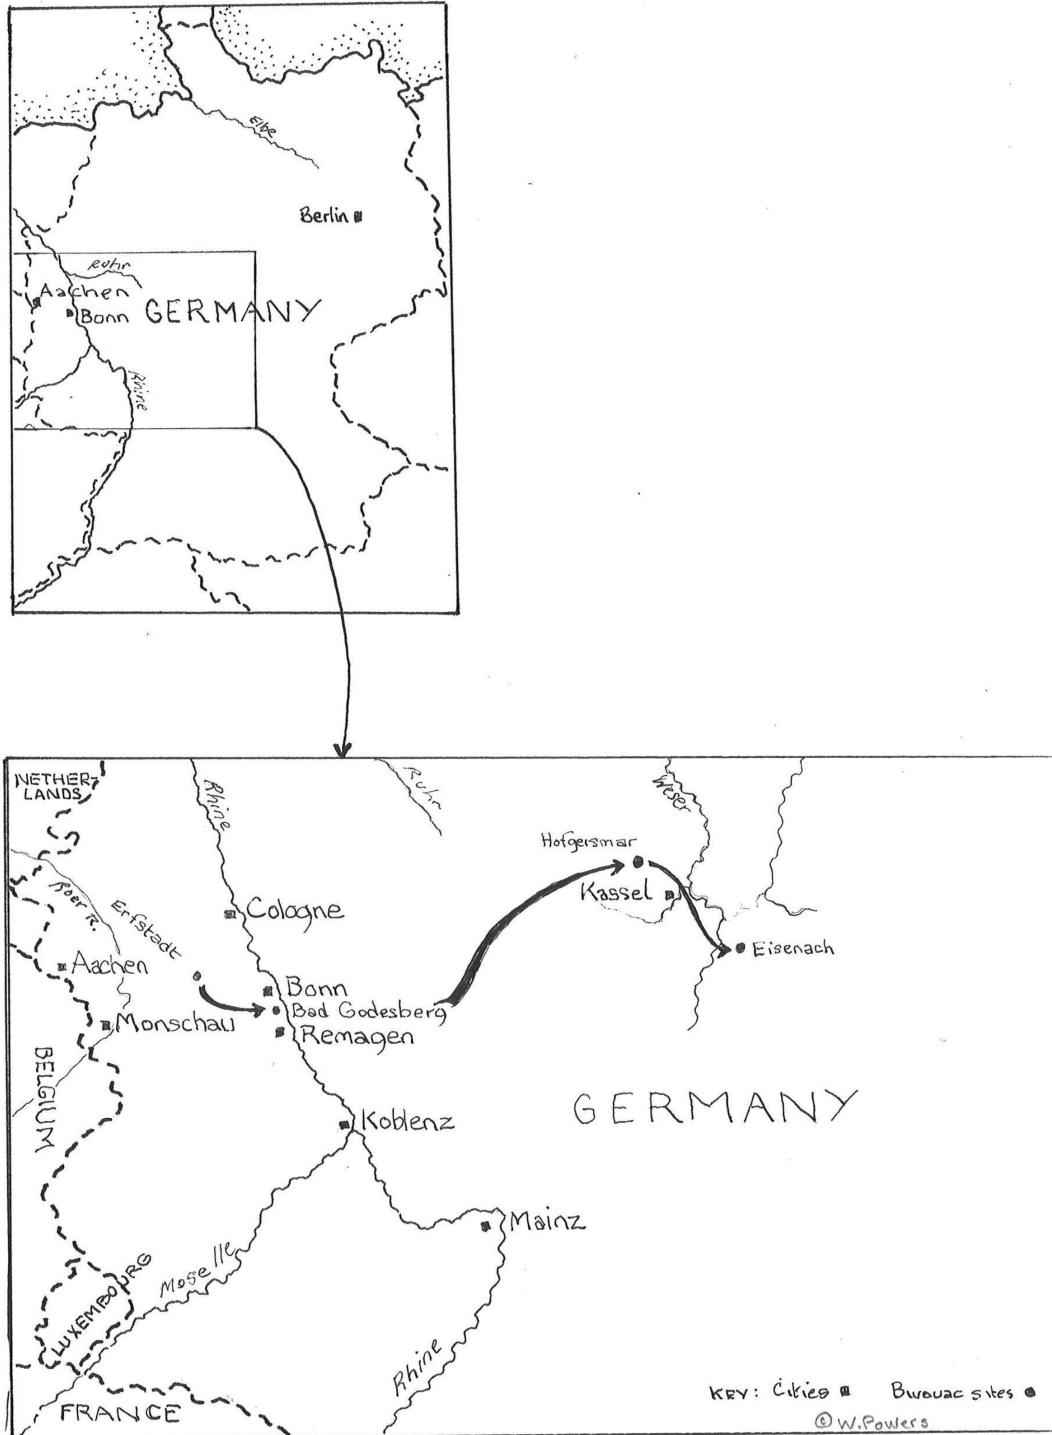 Elbe
Berlin
Ruhr
Aachen
Bonn
GERMANY
Rhine
NETHER-
LANDS
Rhine
Ruhr
Weser
Hofgeismar
Kassel
Roer R.
Erfstadt
Cologne
Aachen
Eisenach
Bonn
Bad Godesberg
Monschau
Remagen
BELGIUM
GERMANY
Koblenz
Mainz
Moselle
LUXEMBOURG
Rhine
KEY: Cities Bivouac sites
FRANCE
© W. Powers